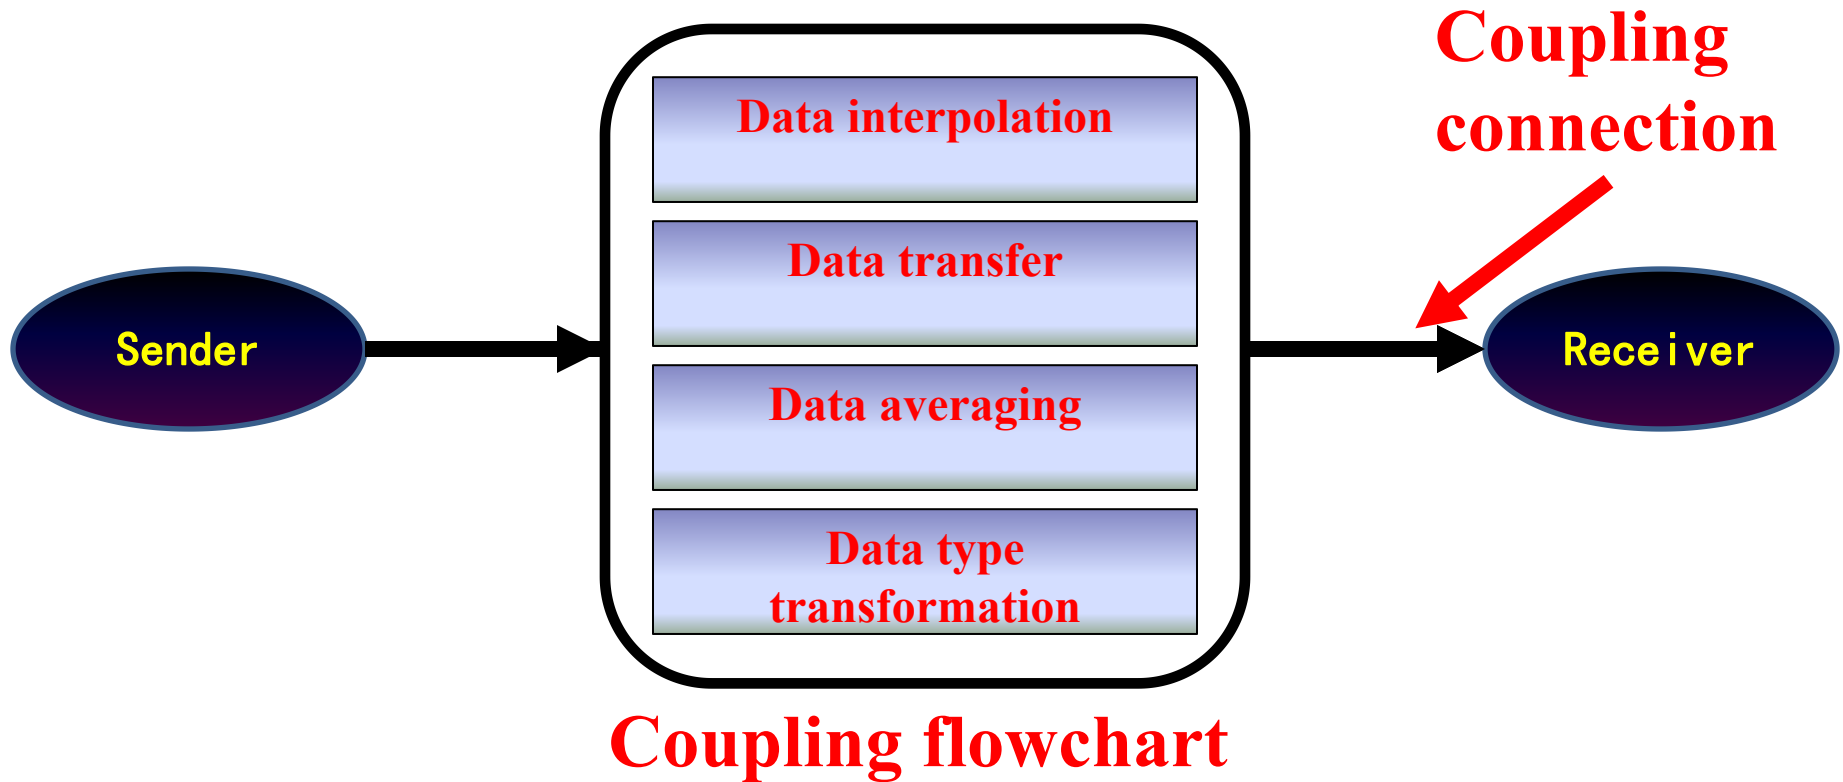 Coupling
connection
Data interpolation
Data transfer
Sender
Receiver
Data averaging
Data type
transformation
Coupling flowchart